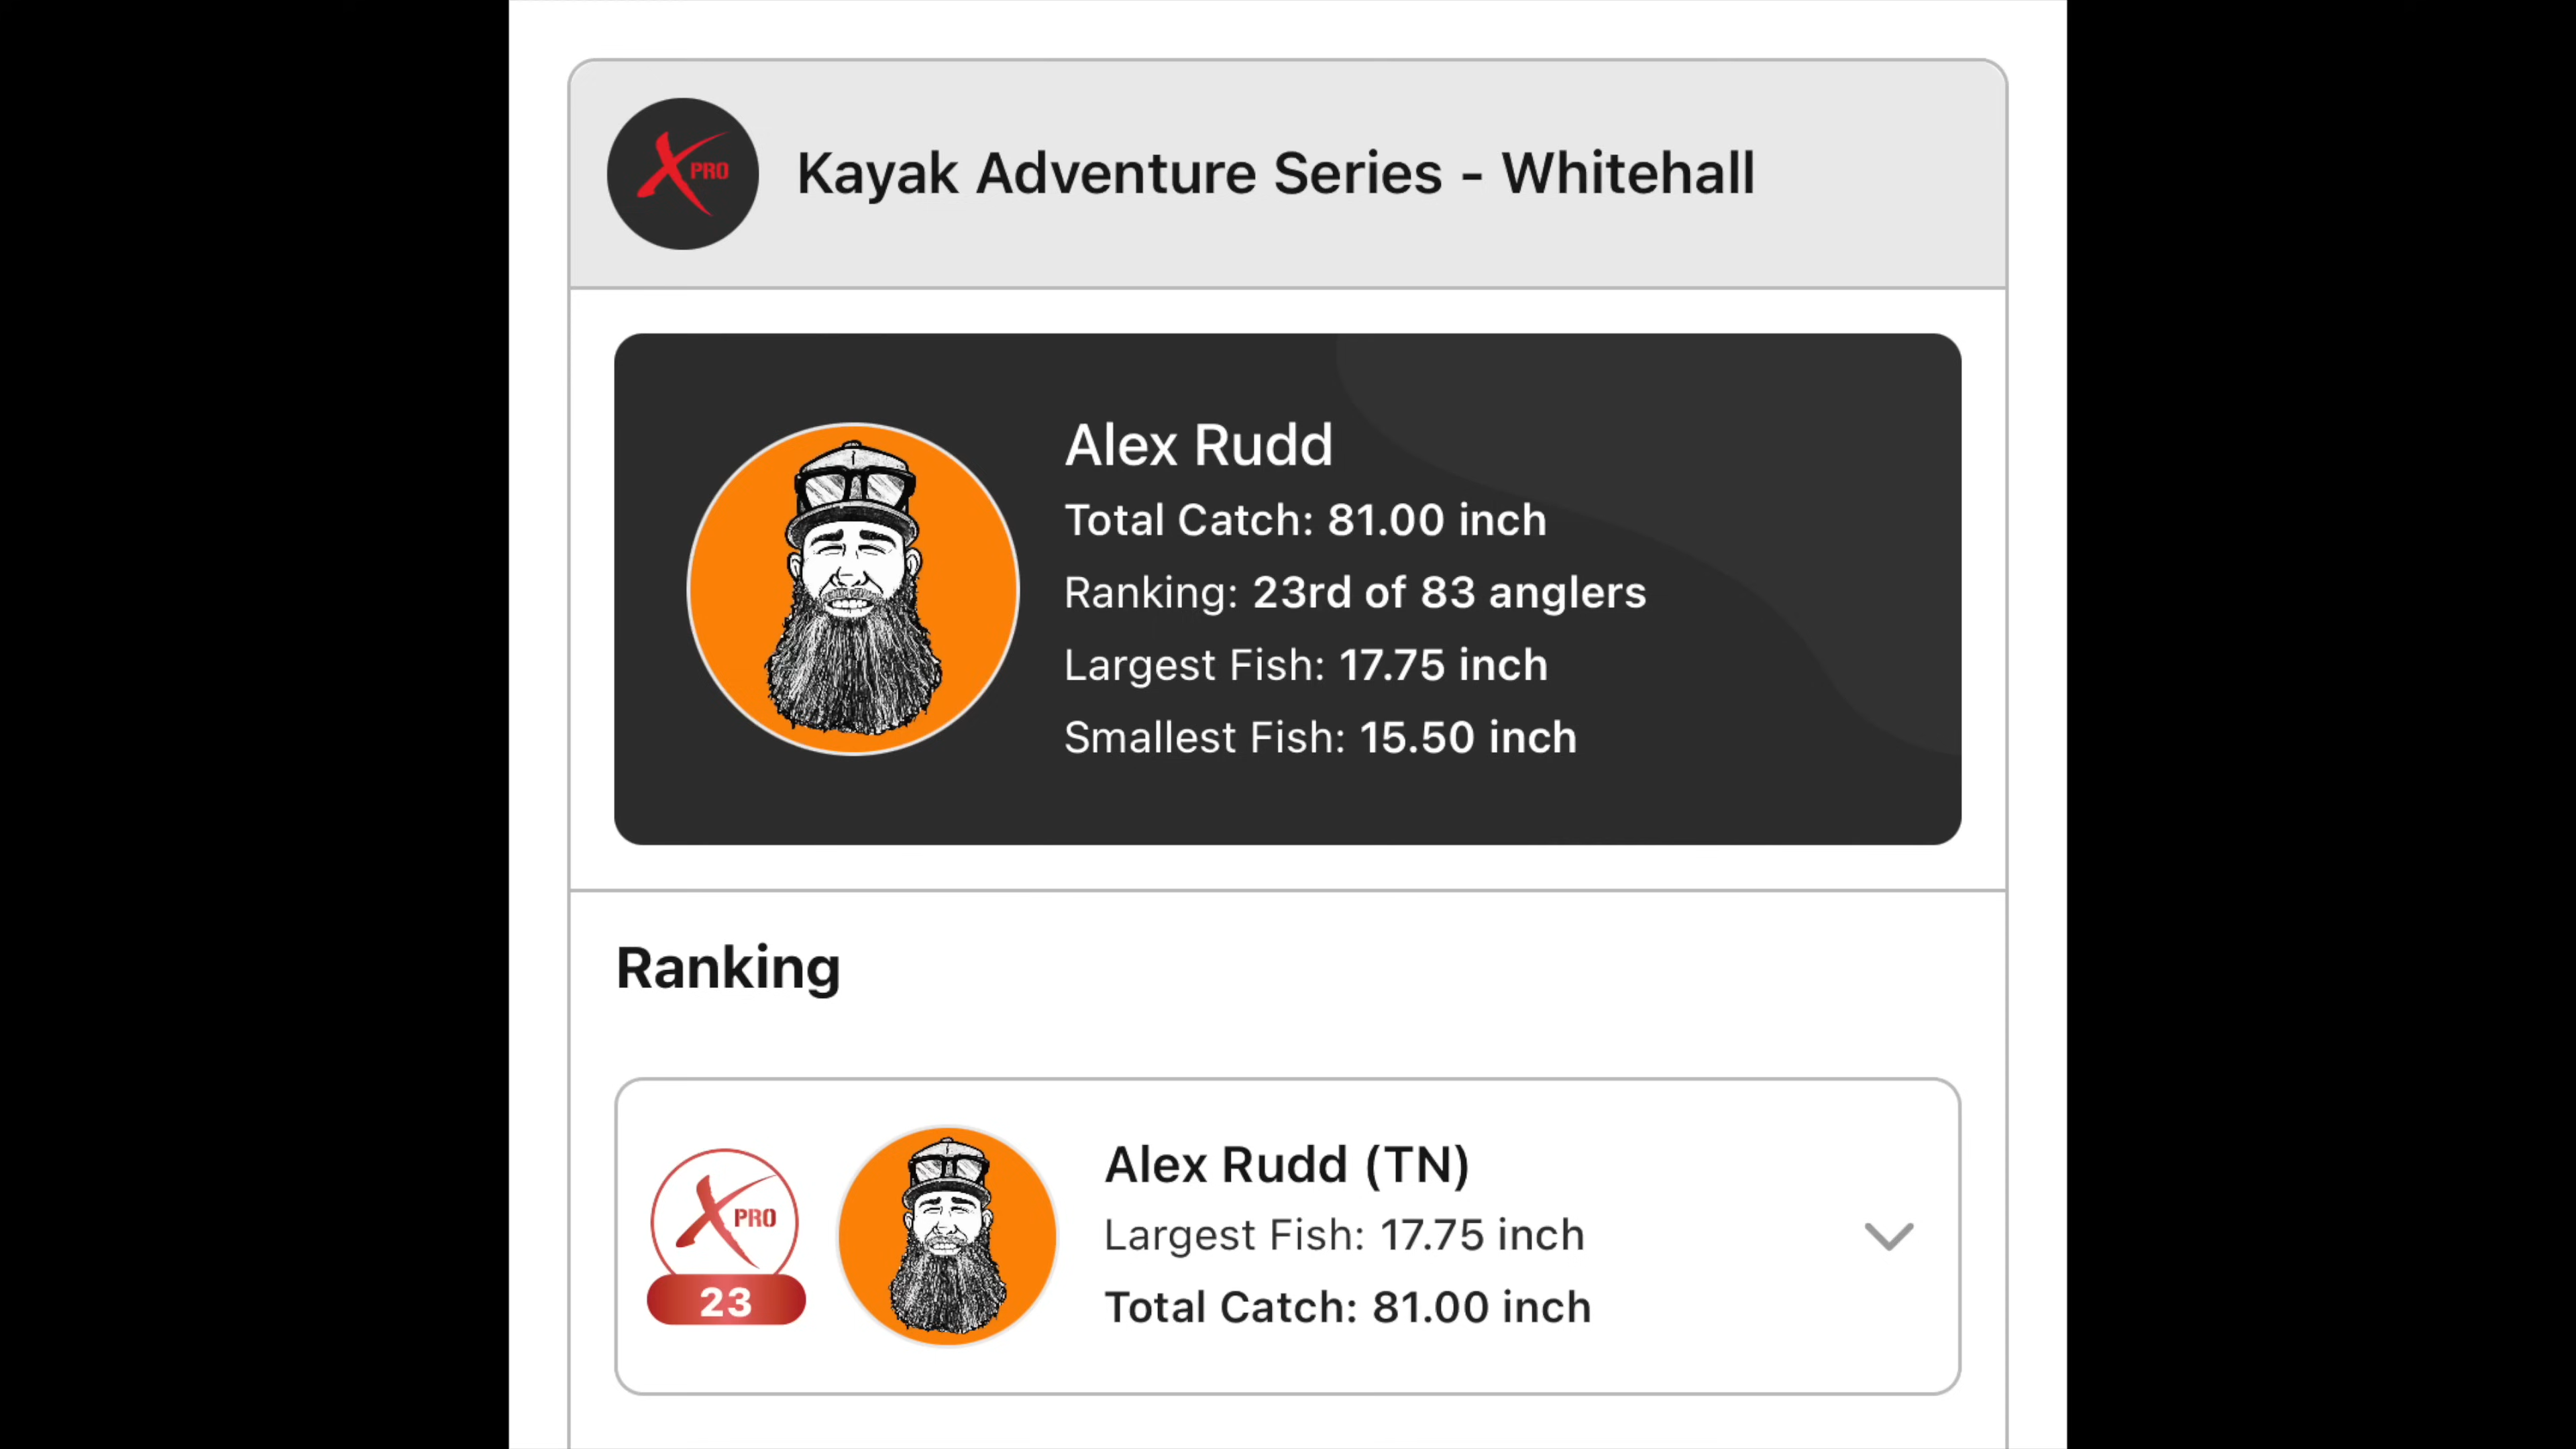 XPRO
Kayak Adventure Series - Whitehall
Alex Rudd
Total Catch: 81.00 inch
Ranking: 23rd of 83 anglers
Largest Fish: 17.75 inch
Smallest Fish: 15.50 inch
Ranking
XPRO
23
Alex Rudd (TN)
Largest Fish: 17.75 inch
Total Catch: 81.00 inch